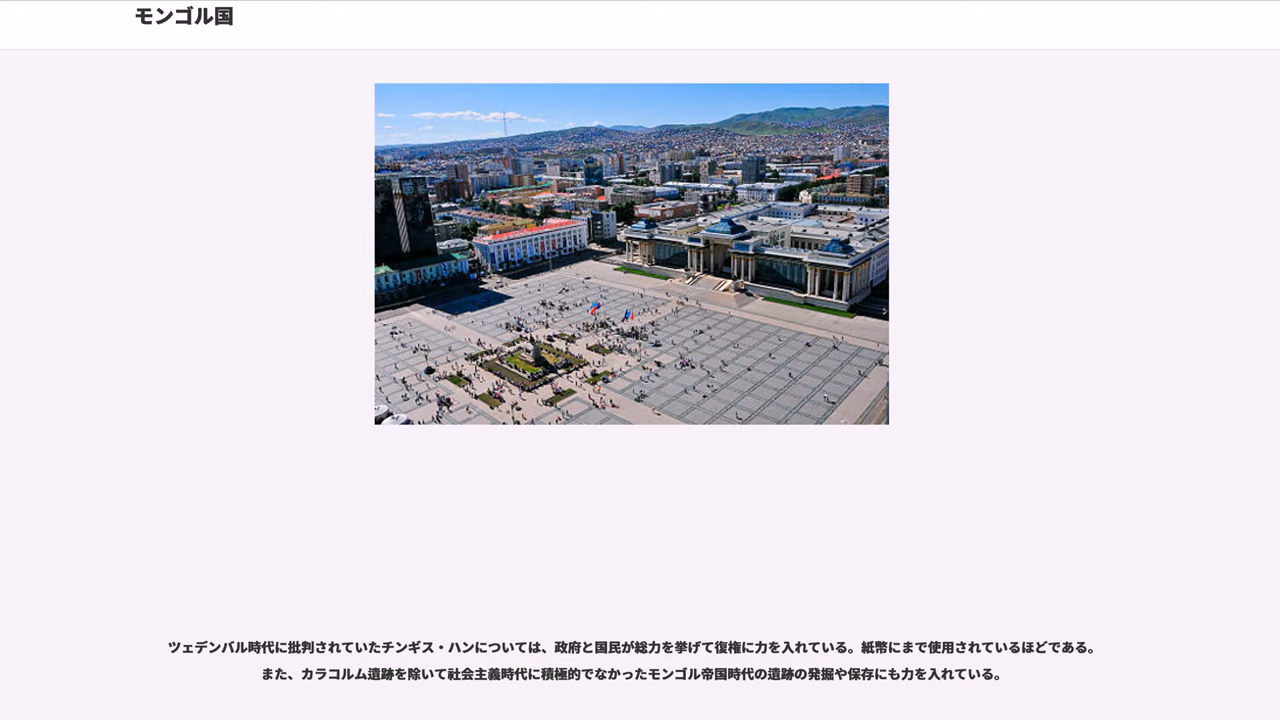 モンゴル国
ツェデンバル時代に批判されていたチンギス・ハンについては、政府と国民が総力を挙げて復権に力を入れている。紙幣にまで使用されているほどである。
また、カラコルム遺跡を除いて社会主義時代に積極的でなかったモンゴル帝国時代の遺跡の発掘や保存にも力を入れている。